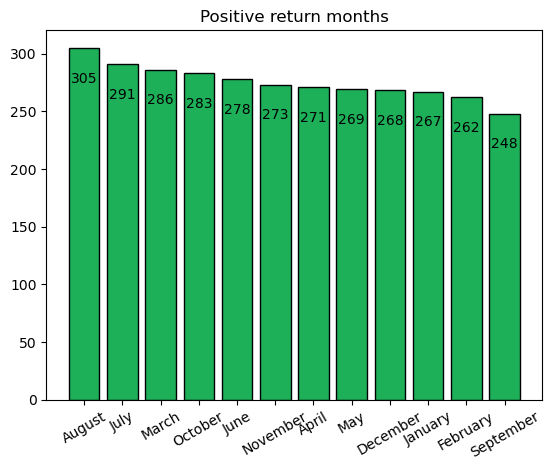 Positive return months
300
250
200
150
100
50
0
305
291
286
283
278
273
271
269
268
267
262
248
August
July
March
October
June
November
April
May
December
January
February
September